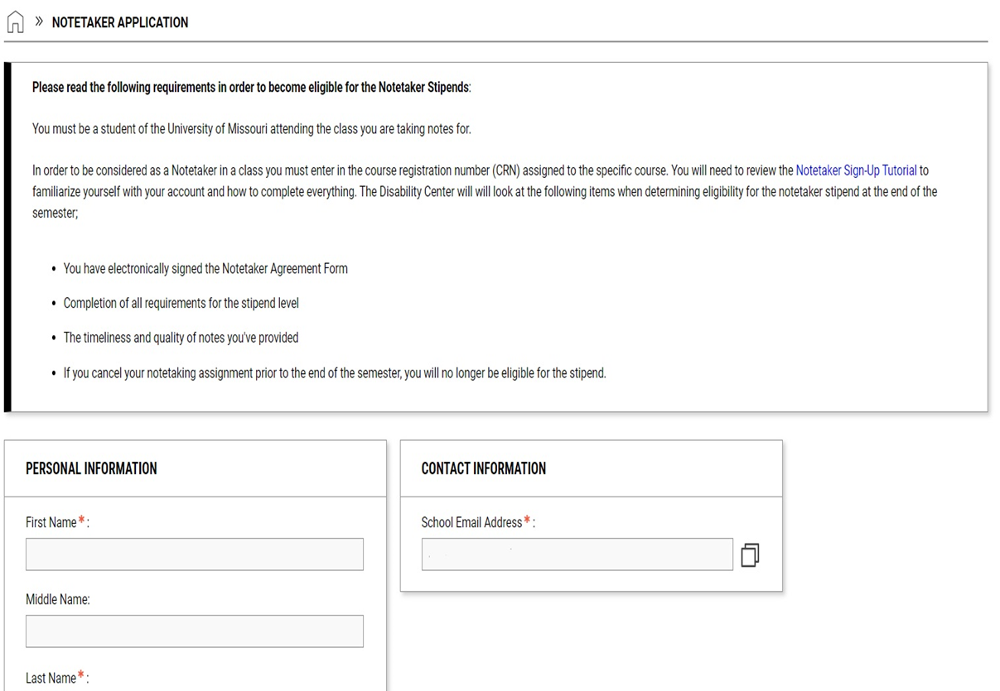 » NOTETAKER APPLICATION
Please read the following requirements in order to become eligible for the Notetaker Stipends:
You must be a student of the University of Missouri attending the class you are taking notes for.
In order to be considered as a Notetaker in a class you must enter in the course registration number (CRN) assigned to the specific course. You will need to review the Notetaker Sign-Up Tutorial to
familiarize yourself with your account and how to complete everything. The Disability Center will will look at the following items when determining eligibility for the notetaker stipend at the end of the
semester;
• You have electronically signed the Notetaker Agreement Form
• Completion of all requirements for the stipend level
• The timeliness and quality of notes you've provided
• If you cancel your notetaking assignment prior to the end of the semester, you will no longer be eligible for the stipend.
PERSONAL INFORMATION
First Name * :
Middle Name:
Last Name * :
CONTACT INFORMATION
School Email Address * :